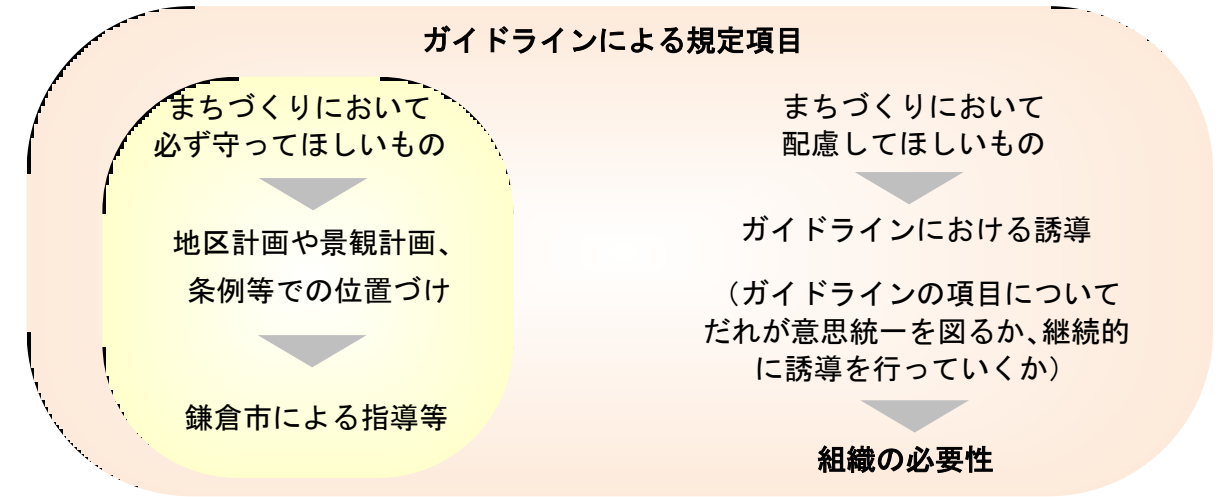 ガイドラインによる規定項目
まちづくりにおいて
必ず守ってほしいもの
地区計画や景観計画、
条例等での位置づけ
鎌倉市による指導等
まちづくりにおいて
配慮してほしいもの
ガイドラインにおける誘導
（ガイドラインの項目について
だれが意思統一を図るか、継続的
に誘導を行っていくか）
組織の必要性